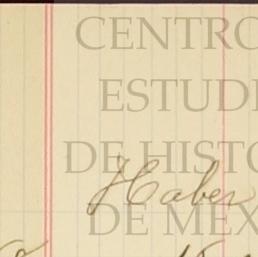 CENTRO
ESTUDI
DE HISTO
Haber
DE MEX